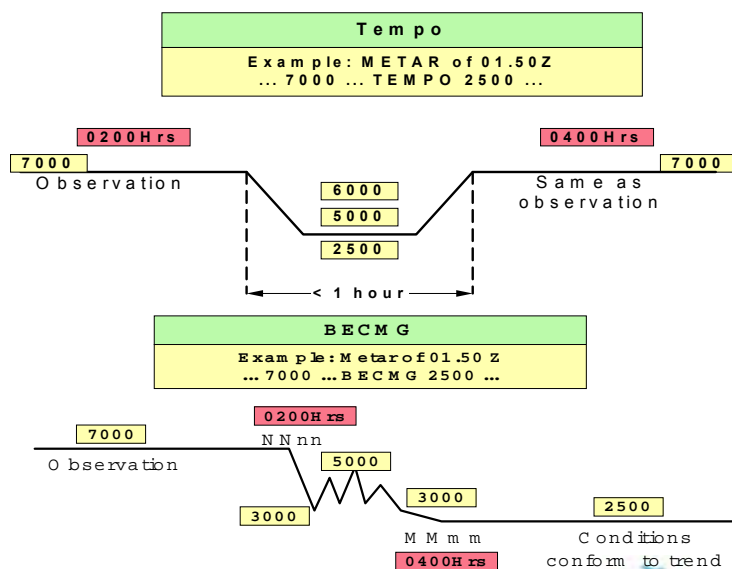 Tempo
Example: METAR of 01.50Z
... 7000 ... TEMPO 2500 ...
0200Hrs
0400Hrs
7000
7000
Observation
Same as
observation
6000
5000
2500
< 1 hour
BECMG
Example: Metar of 01.50 Z
... 7000 ... BECMG 2500 ...
0200Hrs
7000
NNnn
Observation
5000
3000
3000
2500
MMmm
Conditions
0400Hrs
conform to trend